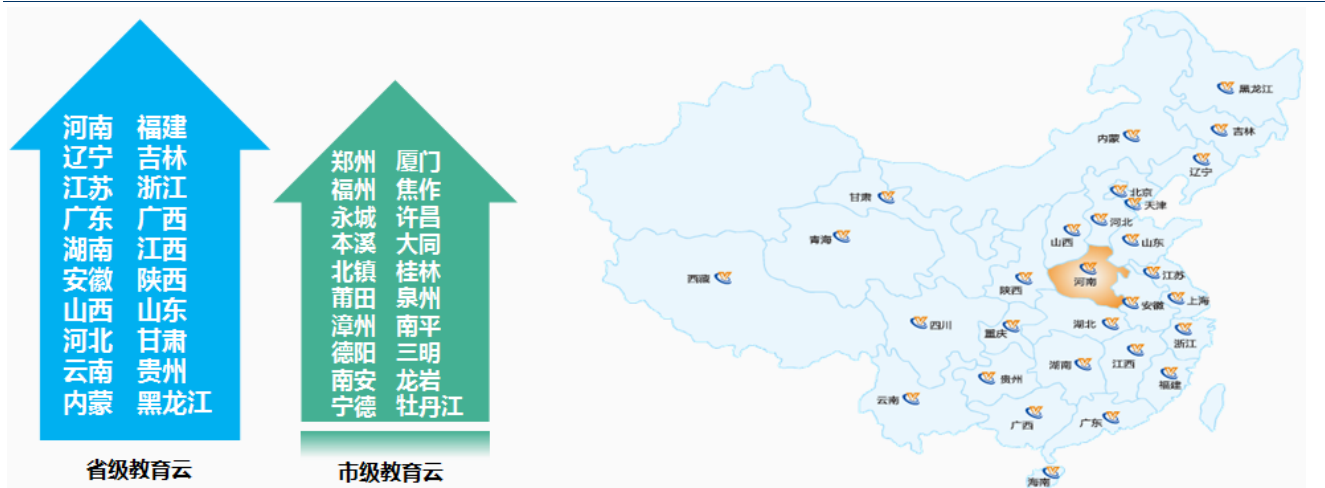 河南 福建
辽宁 吉林
江苏 浙江
广东 广西
湖南 江西
安徽 陕西
山西 山东
河北 甘肃
云南 贵州
内蒙 黑龙江
省级教育云
郑州 厦门
福州 焦作
永城 许昌
本溪 大同
北镇 桂林
莆田 泉州
漳州 南平
德阳 三明
南安 龙岩
宁德 牡丹江
市级教育云
黑龙江
吉林
内蒙
辽宁
北京
天津
甘肃
河北
山西
山东
青海
西藏
陕西
河南
江苏
安徽
上海
四川
重庆
湖北
浙江
湖南
江西
贵州
福建
云南
广西
广东
海南